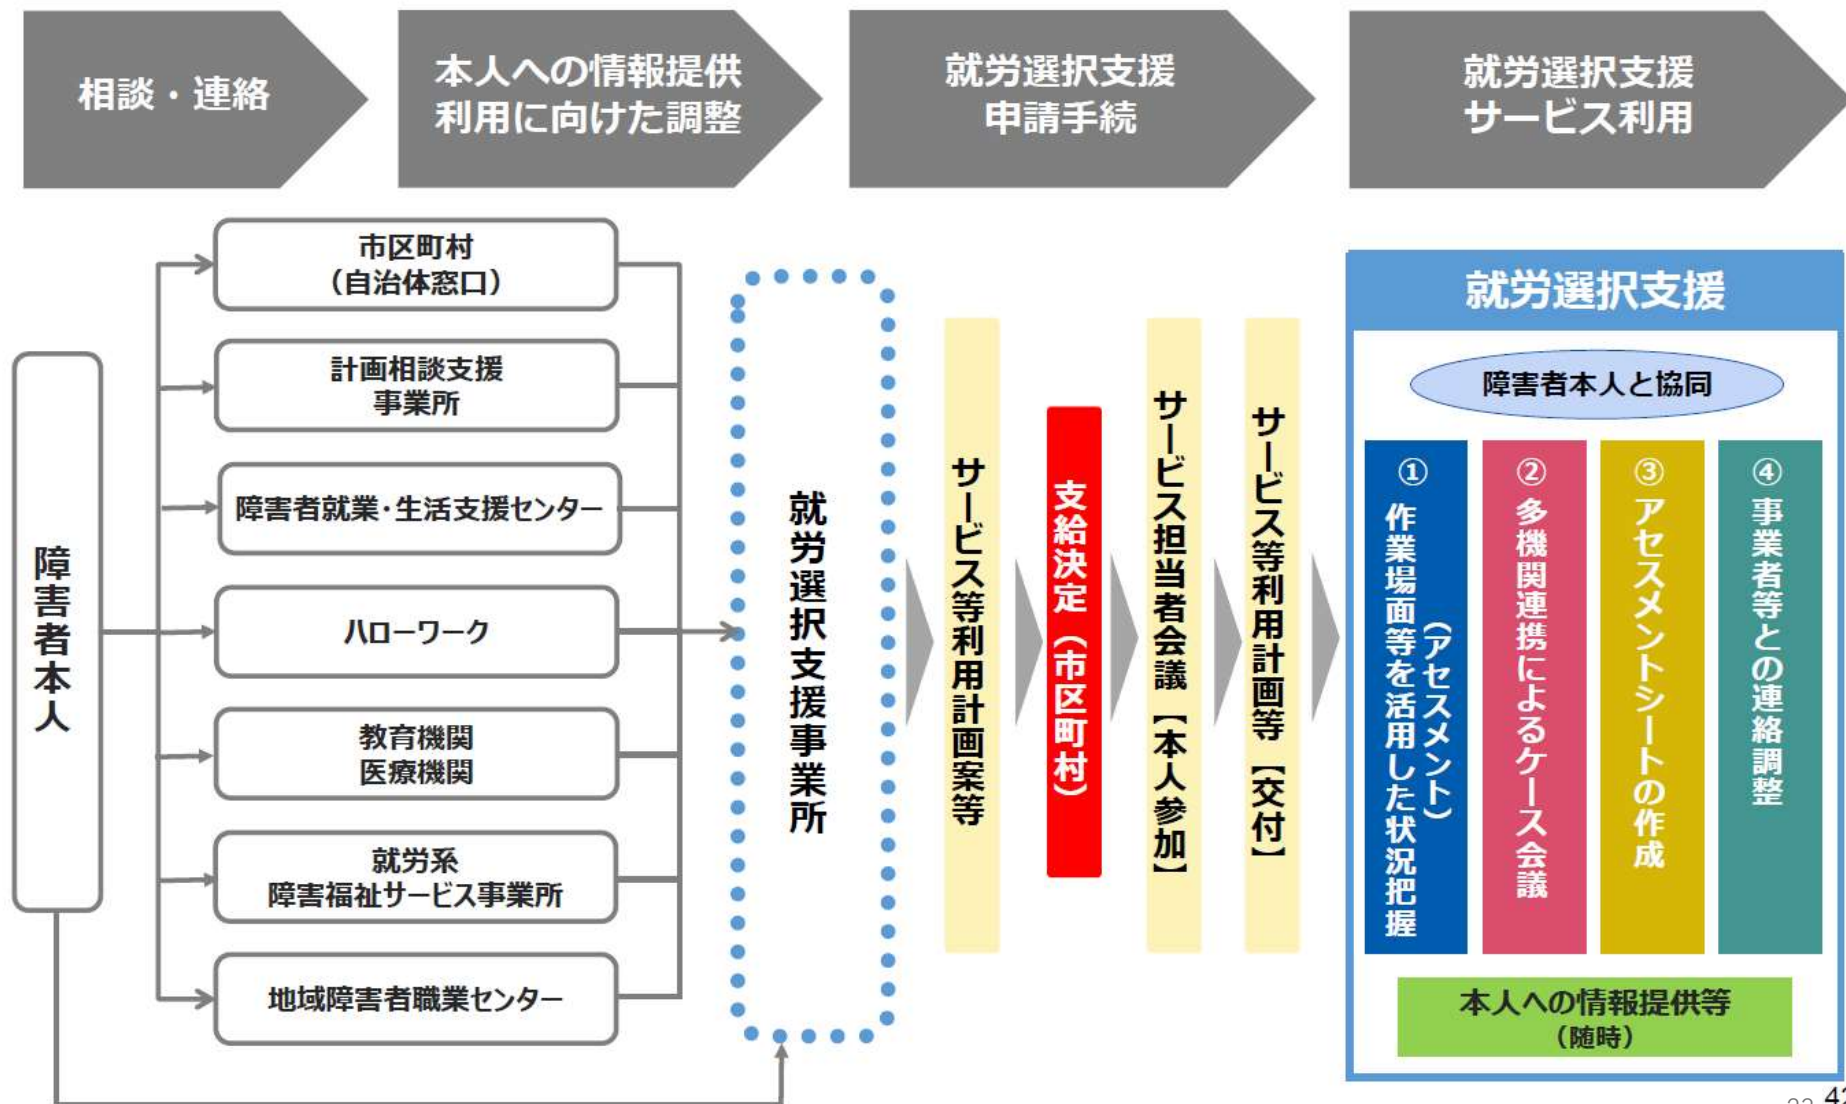 相談・連絡
本人への情報提供
利用に向けた調整
就労選択支援
申請手続
就労選択支援
サービス利用
障害者本人
市区町村
（自治体窓口）
計画相談支援
事業所
障害者就業・生活支援センター
ハローワーク
教育機関
医療機関
就労系
障害福祉サービス事業所
地域障害者職業センター
就労選択支援事業所
サービス等利用計画案等
支給決定（市区町村）
サービス担当者会議【本人参加】
サービス等利用計画等【交付】
就労選択支援
障害者本人と協同
①
作業場面等を活用した状況把握
（アセスメント）
②
多機関連携によるケース会議
③
アセスメントシートの作成
④
事業者等との連絡調整
本人への情報提供等
（随時）